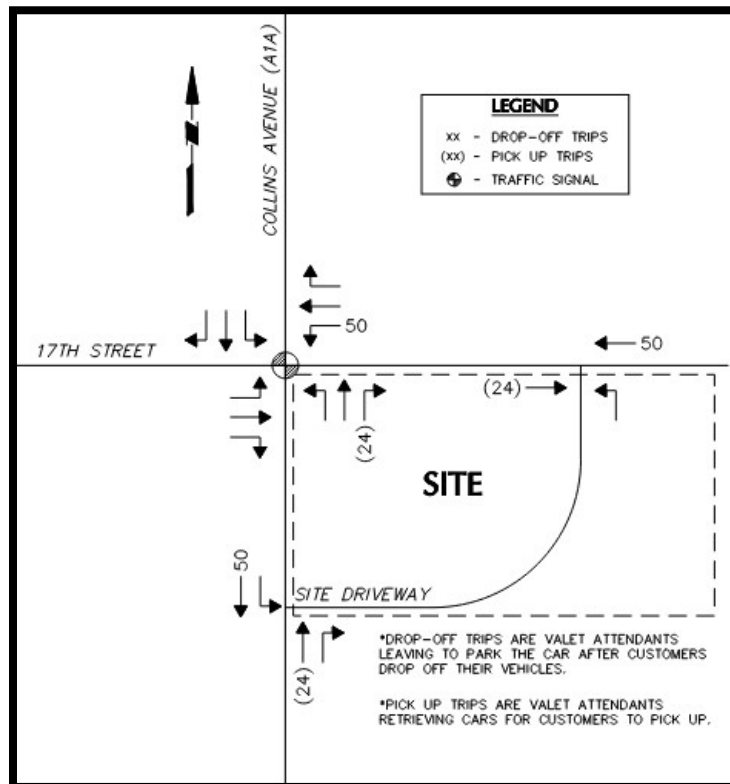 COLLINS AVENUE (A1A)
N
LEGEND
xx - DROP-OFF TRIPS
(xx) - PICK UP TRIPS
- TRAFFIC SIGNAL
50
17TH STREET
50
(24)
(24)
SITE
50
SITE DRIVEWAY
(24)
*DROP-OFF TRIPS ARE VALET ATTENDANTS
LEAVING TO PARK THE CAR AFTER CUSTOMERS
DROP OFF THEIR VEHICLES.
*PICK UP TRIPS ARE VALET ATTENDANTS
RETRIEVING CARS FOR CUSTOMERS TO PICK UP.